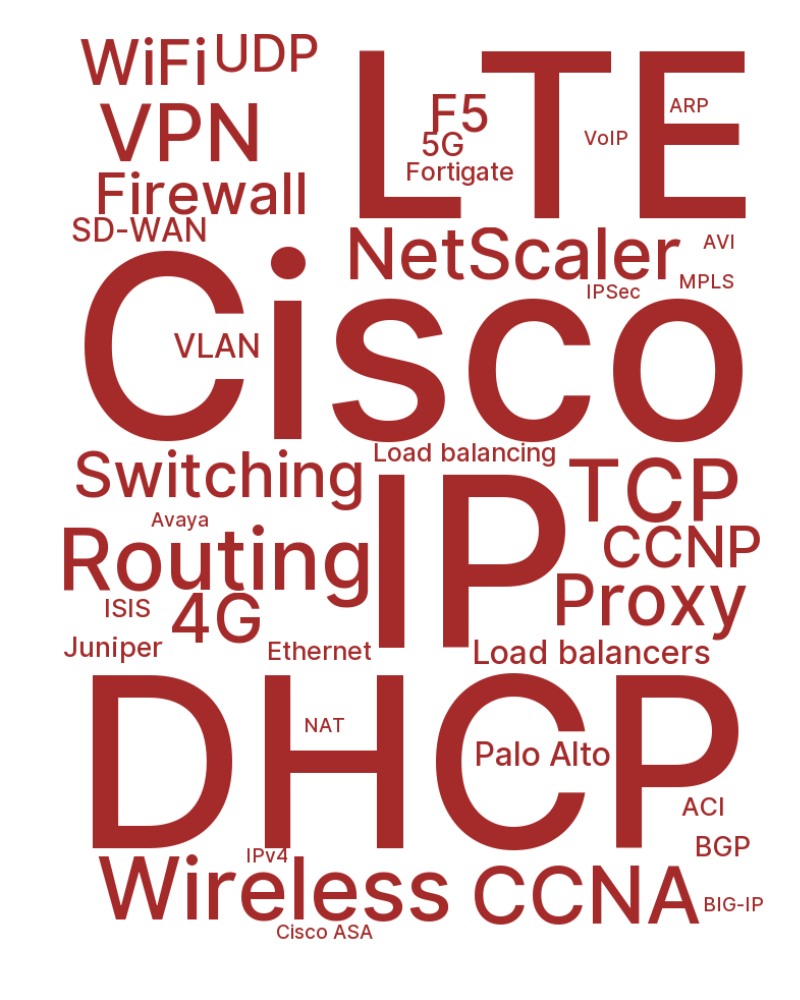 WiFi
UDP
LTE
F5
ARP
VPN
5G
VoIP
Fortigate
Firewall
SD-WAN
NetScaler
AVI
MPLS
IPSec
Cisco
VLAN
Load balancing
Switching
IP
TCP
Avaya
CCNP
Routing
Proxy
ISIS
4G
Juniper
Ethernet
Load balancers
DHCP
NAT
Palo Alto
ACI
BGP
IPv4
Wireless
CCNA
BIG-IP
Cisco ASA